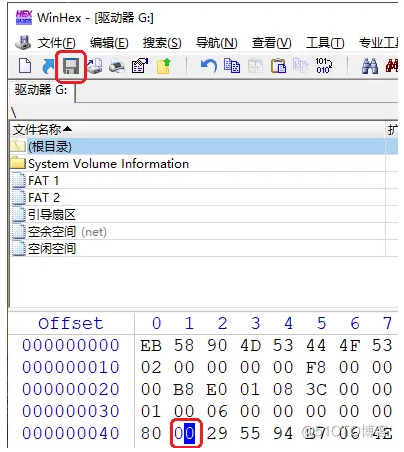 WinHex - [驱动器 G:]
文件(F) 编辑(E) 搜索(S) 导航(N) 查看(V) 工具(T) 专业工
驱动器 G:
\
文件名称 扩
(根目录)
System Volume Information
FAT 1
FAT 2
引导扇区
空余空间 (net)
空闲空间
Offset 0 1 2 3 4 5 6 7
000000000 EB 58 90 4D 53 44 4F 53
000000010 02 00 00 00 00 F8 00 00
000000020 00 B8 E0 01 08 3C 00 00
000000030 01 00 06 00 00 00 00 00
000000040 80 00 29 55 94 B7 06 4E
@51CTO博客